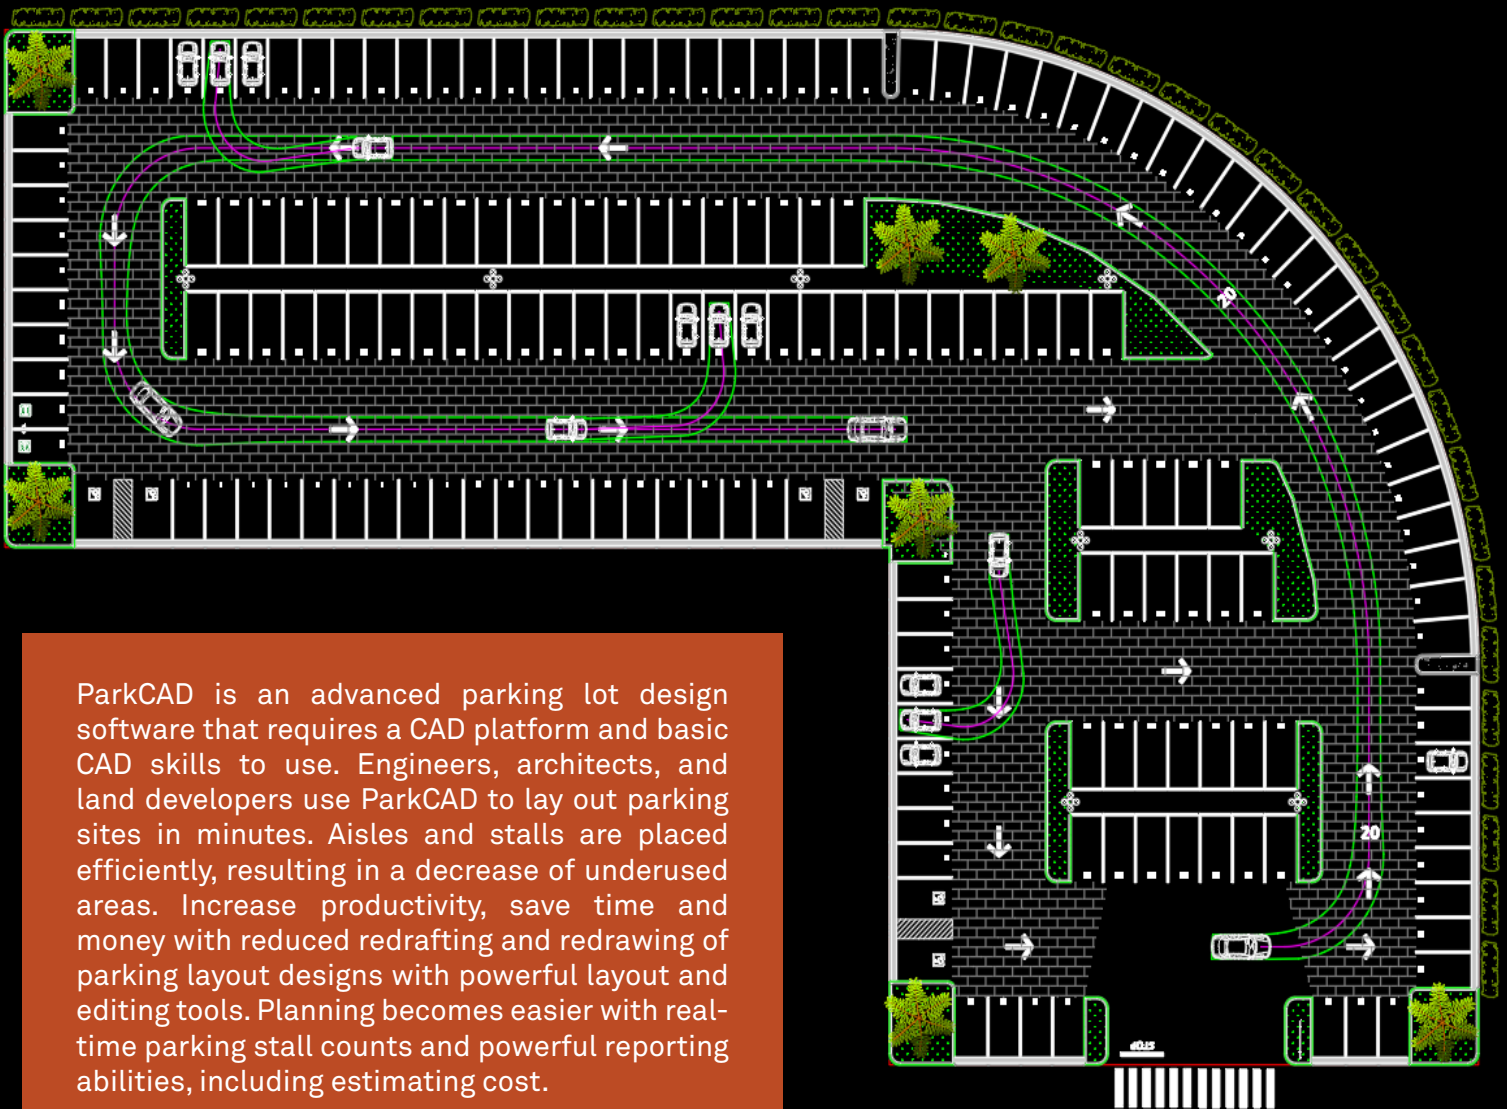 20
20
STOP
ParkCAD is an advanced parking lot design
software that requires a CAD platform and basic
CAD skills to use. Engineers, architects, and
land developers use ParkCAD to lay out parking
sites in minutes. Aisles and stalls are placed
efficiently, resulting in a decrease of underused
areas. Increase productivity, save time and
money with reduced redrafting and redrawing of
parking layout designs with powerful layout and
editing tools. Planning becomes easier with real-
time parking stall counts and powerful reporting
abilities, including estimating cost.